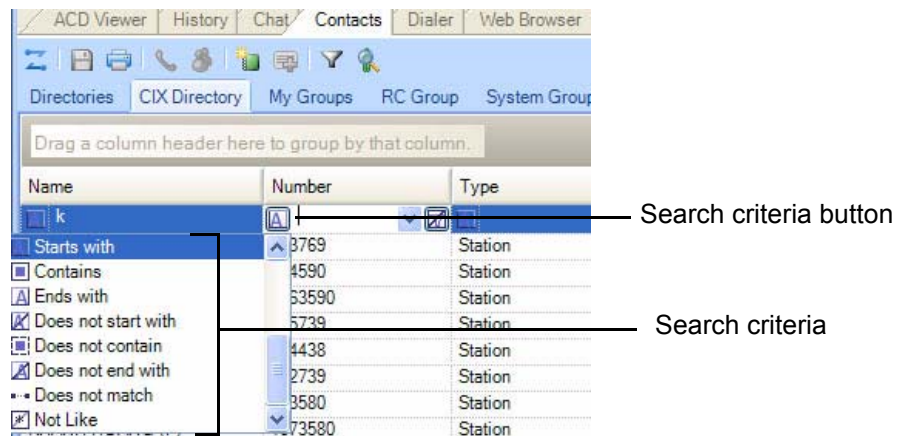 ACD Viewer History Chat Contacts Dialer Web Browser
Directories CIX Directory My Groups RC Group System Group
Drag a column header here to group by that column.
Name Number Type
k
Search criteria button
Starts with 3769 Station
Contains 4590 Station
Ends with 63590 Station
Does not start with 5739 Station
Search criteria
Does not contain 4438 Station
Does not end with 2739 Station
Does not match 3580 Station
Not Like 73580 Station